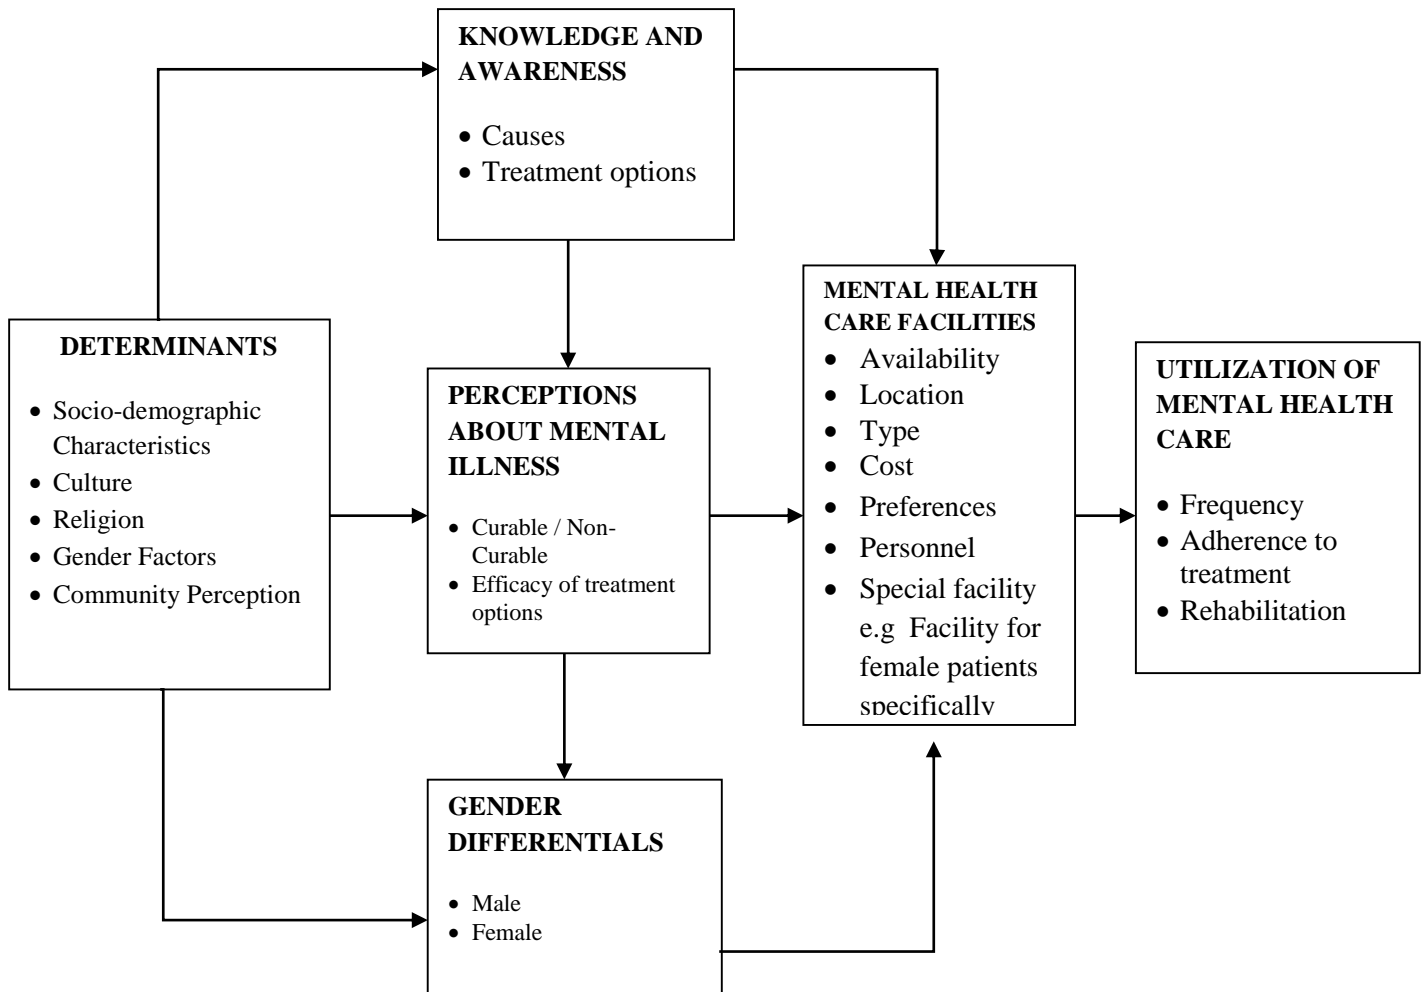 KNOWLEDGE AND
AWARENESS
• Causes
• Treatment options
DETERMINANTS
• Socio-demographic
Characteristics
• Culture
• Religion
• Gender Factors
• Community Perception
PERCEPTIONS
ABOUT MENTAL
ILLNESS
• Curable / Non-
Curable
• Efficacy of treatment
options
GENDER
DIFFERENTIALS
• Male
• Female
MENTAL HEALTH
CARE FACILITIES
• Availability
• Location
• Type
• Cost
• Preferences
• Personnel
• Special facility
e.g Facility for
female patients
specifically
UTILIZATION OF
MENTAL HEALTH
CARE
• Frequency
• Adherence to
treatment
• Rehabilitation